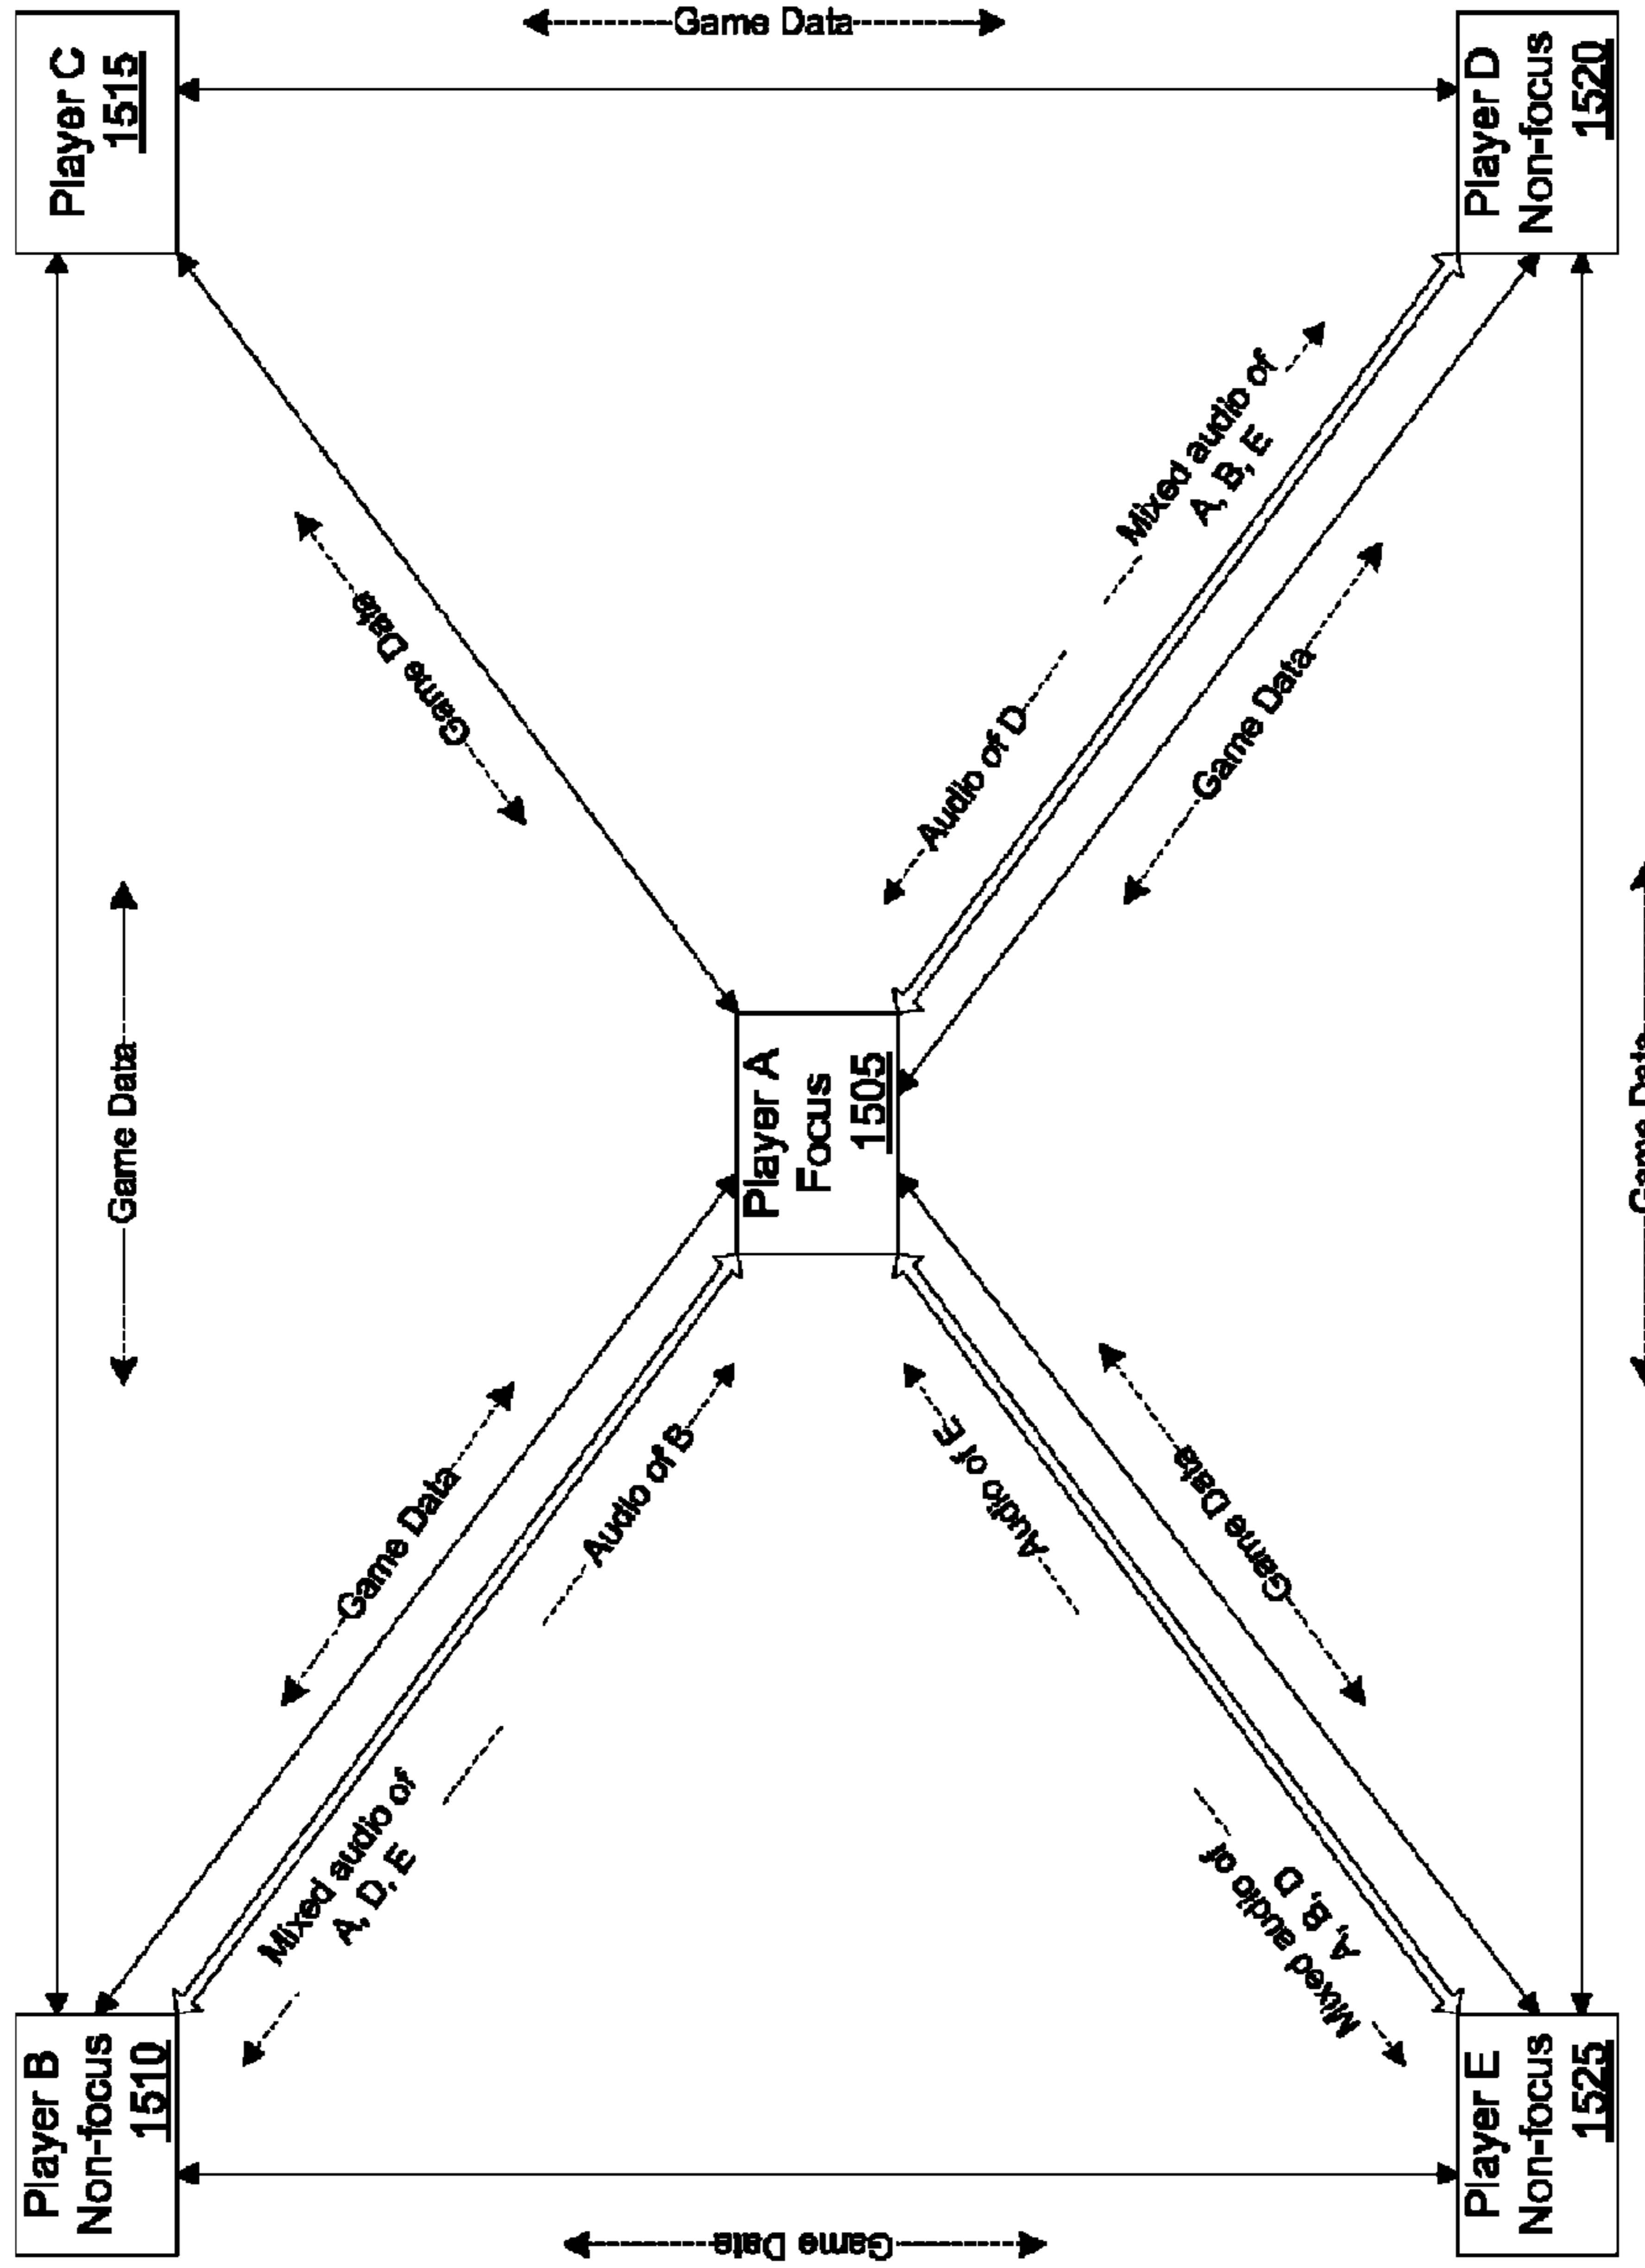 Player B
Non-focus
1510
Game Data
Player C
1515
Game Data
Game Data
Mixed audio of
A, D, E
Audio of B
Game Data
Game Data
Player A
Focus
1505
Audio of E
Mixed audio of
A, B, D
Game Data
Audio of D
Mixed audio of
A, B, E
Game Data
Player E
Non-focus
1525
Game Data
Player D
Non-focus
1520